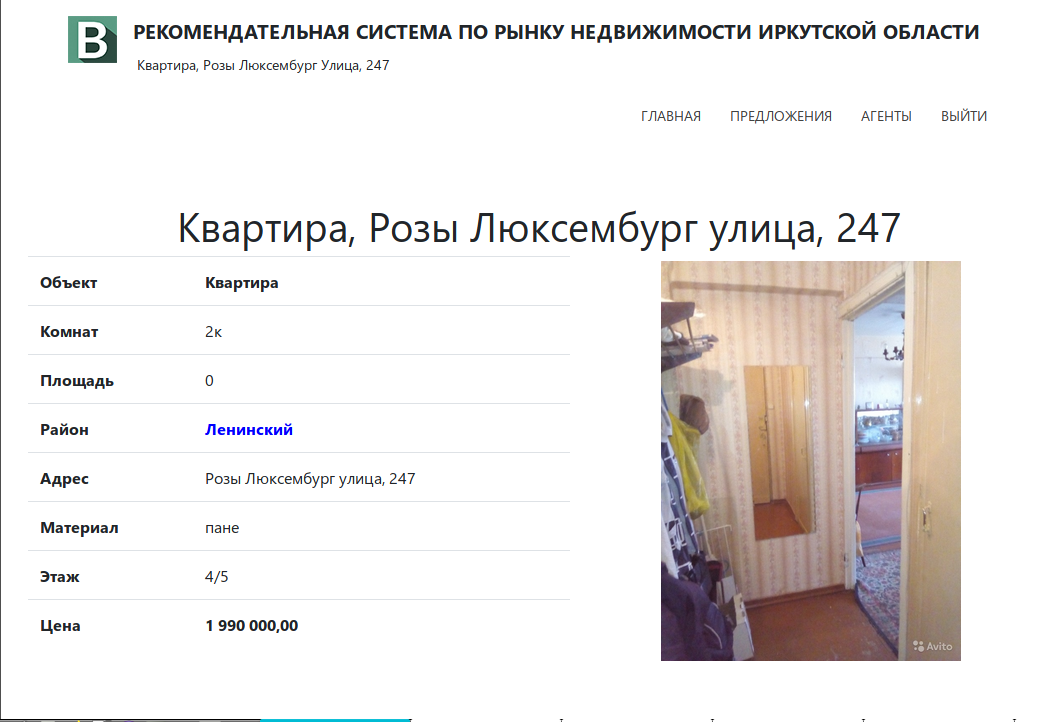 B
РЕКОМЕНДАТЕЛЬНАЯ СИСТЕМА ПО РЫНКУ НЕДВИЖИМОСТИ ИРКУТСКОЙ ОБЛАСТИ
Квартира, Розы Люксембург Улица, 247
ГЛАВНАЯ ПРЕДЛОЖЕНИЯ АГЕНТЫ ВЫЙТИ
Квартира, Розы Люксембург улица, 247
Объект Квартира
Комнат 2к
Площадь 0
Район Ленинский
Адрес Розы Люксембург улица, 247
Материал пане
Этаж 4/5
Цена 1 990 000,00
Avito